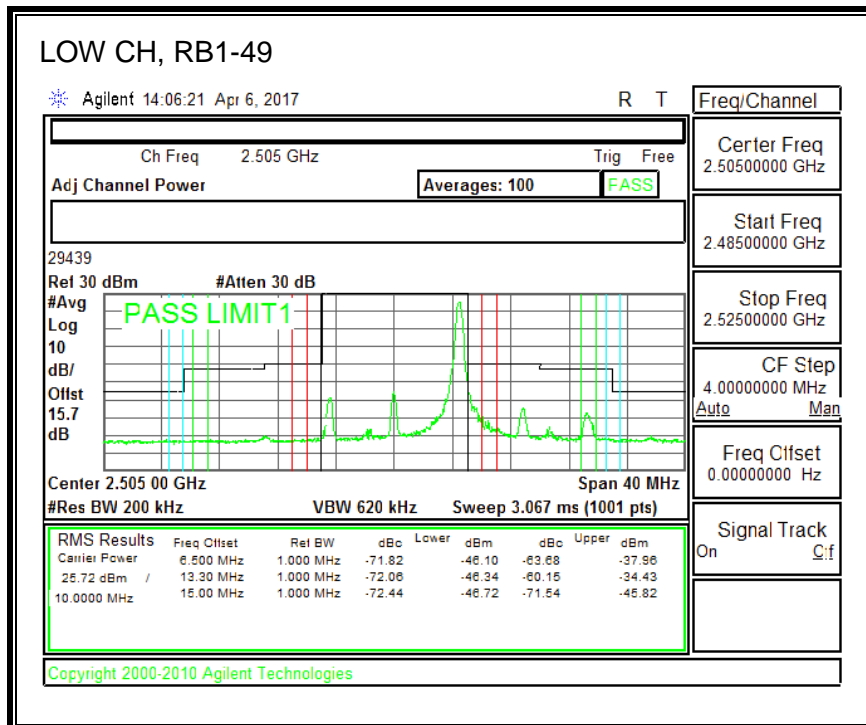 LOW CH, RB1-49
Agilent 14:06:21 Apr 6, 2017
R T
Freq/Channel
Ch Freq 2.505 GHz
Trig Free
Adj Channel Power
Averages: 100
PASS
Center Freq
2.50500000 GHz
Start Freq
2.48500000 GHz
Stop Freq
2.52500000 GHz
CF Step
4.00000000 MHz
Auto Man
Freq Offset
0.00000000 Hz
Signal Track
On Off
29439
Ref 30 dBm #Atten 30 dB
#Avg
Log
10
dB/
Offst
15.7
dB
PASS LIMIT1
Center 2.505 00 GHz Span 40 MHz
#Res BW 200 kHz VBW 620 kHz Sweep 3.067 ms (1001 pts)
RMS Results Freq Offset Ref BW dBc Lower dBm dBc Upper dBm
Carrier Power 6.500 MHz 1.000 MHz -71.82 -46.10 -63.68 -37.96
25.72 dBm / 13.30 MHz 1.000 MHz -72.06 -46.34 -60.15 -34.43
10.0000 MHz 15.00 MHz 1.000 MHz -72.44 -46.72 -71.54 -45.82
Copyright 2000-2010 Agilent Technologies